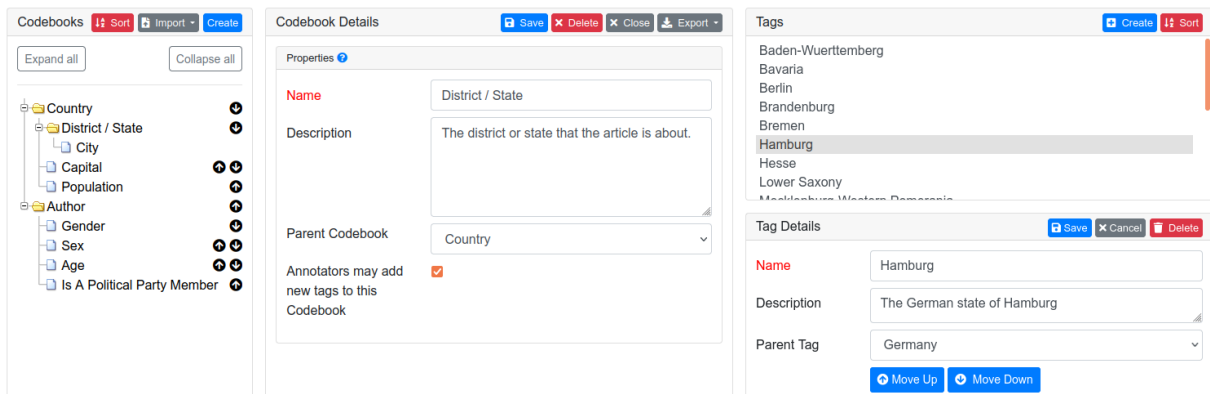 Codebooks Sort Import Create
Expand all Collapse all
Country
District / State
City
Capital
Population
Author
Gender
Sex
Age
Is A Political Party Member
Codebook Details Save Delete Close Export
Properties
Name District / State
Description The district or state that the article is about.
Parent Codebook Country
Annotators may add
new tags to this
Codebook
Tags Create Sort
Baden-Wuerttemberg
Bavaria
Berlin
Brandenburg
Bremen
Hamburg
Hesse
Lower Saxony
Mecklenburg-Western Pomerania
Tag Details Save Cancel Delete
Name Hamburg
Description The German state of Hamburg
Parent Tag Germany
Move Up Move Down